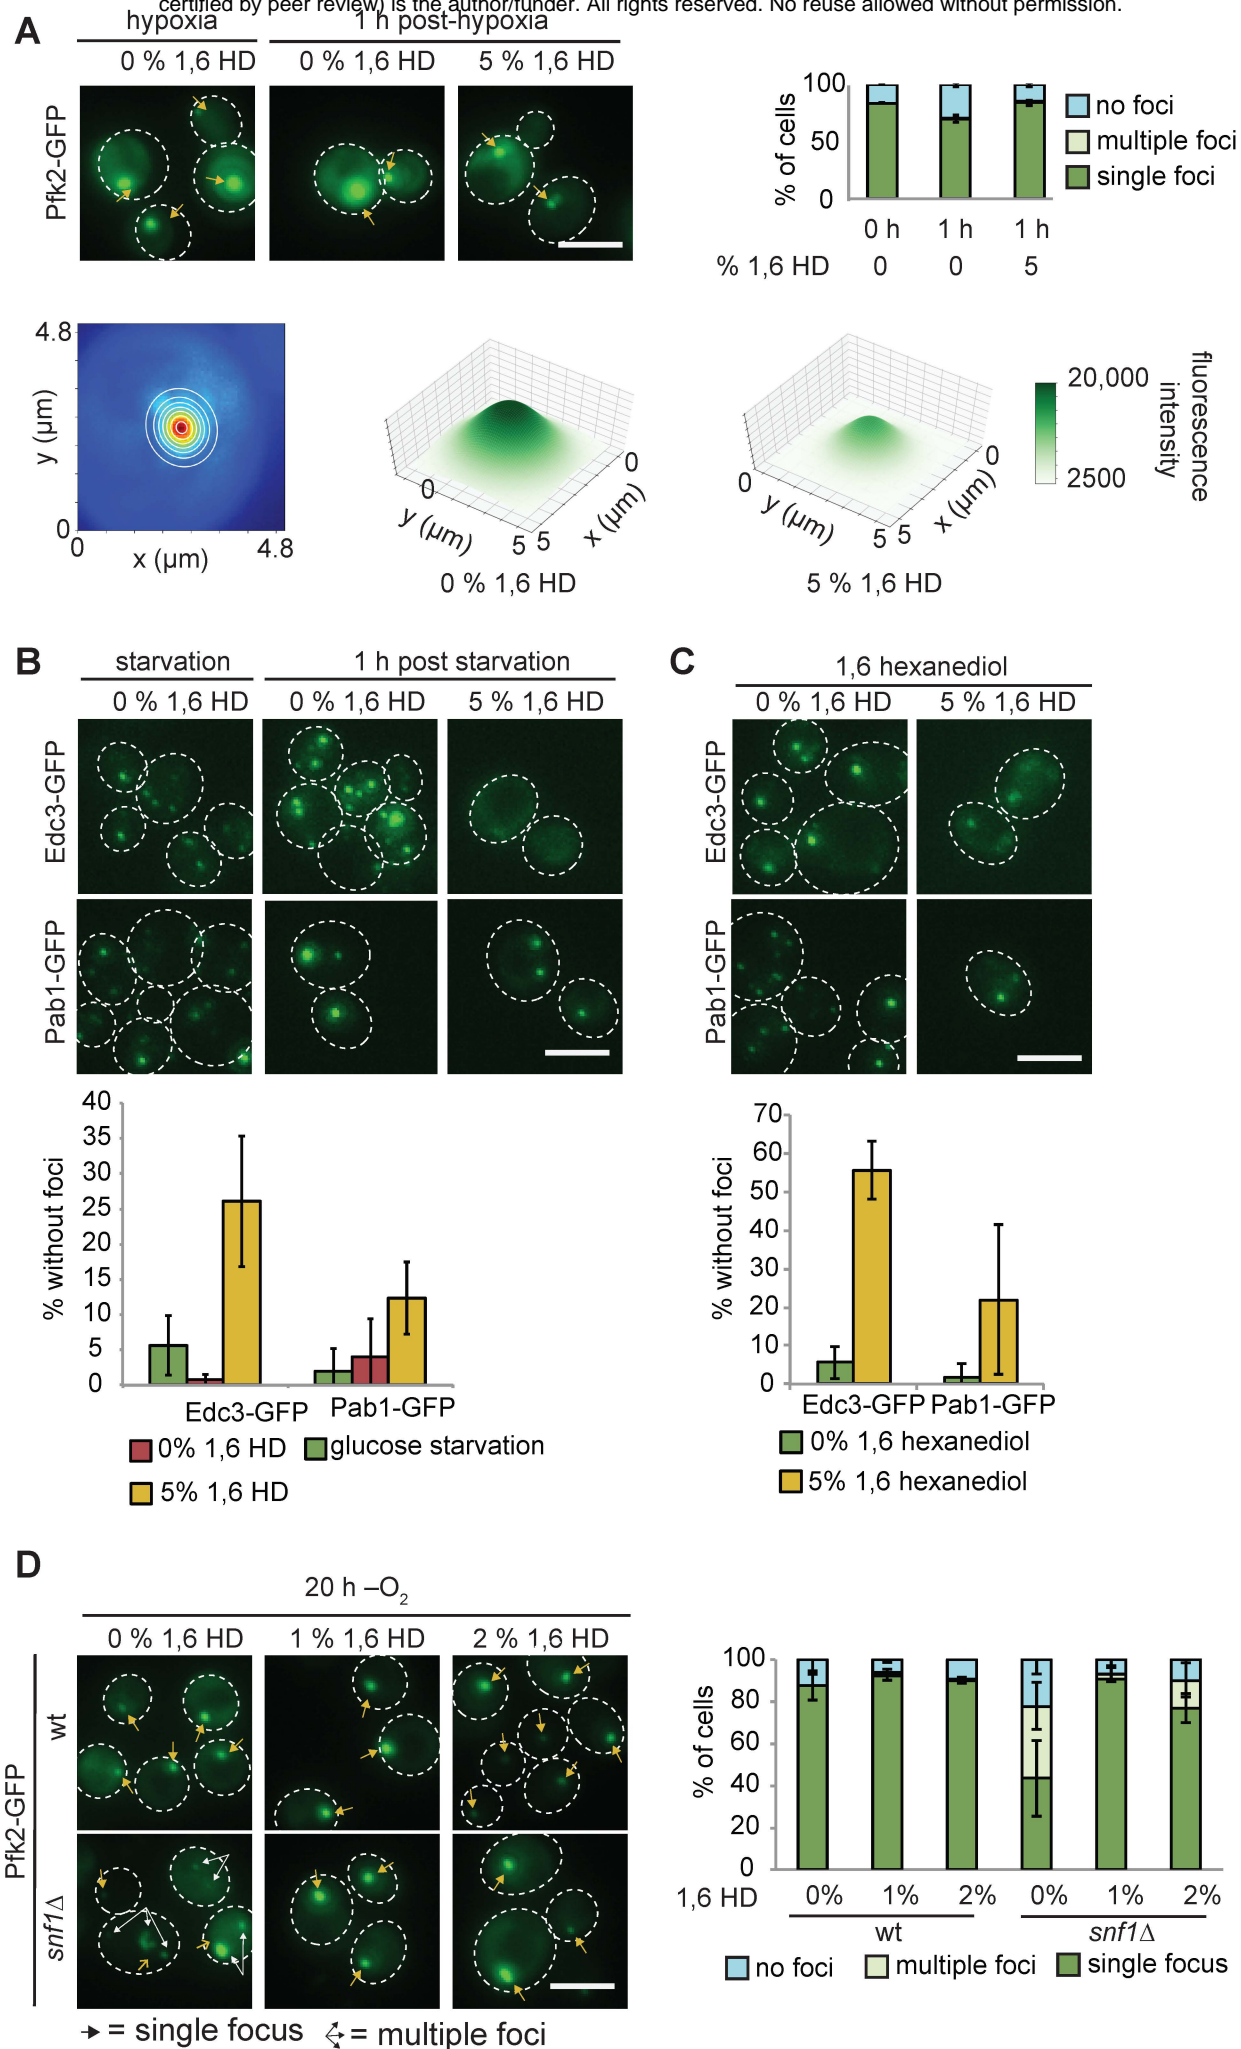 certified by peer review) is the author/funder. All rights reserved. No reuse allowed without permission.
A
hypoxia
1 h post-hypoxia
0 % 1,6 HD
0 % 1,6 HD
5 % 1,6 HD
Pfk2-GFP
% of cells
100
50
0
no foci
multiple foci
single foci
0 h
1 h
1 h
% 1,6 HD
0
0
5
4.8
y (µm)
0
0
x (µm)
4.8
0
y (µm)
5
5
x (µm)
0
0 % 1,6 HD
0
y (µm)
5
5
x (µm)
0
5 % 1,6 HD
20,000
2500
fluorescence
intensity
B
starvation
1 h post starvation
0 % 1,6 HD
0 % 1,6 HD
5 % 1,6 HD
Edc3-GFP
Pab1-GFP
% without foci
40
35
30
25
20
15
10
5
0
Edc3-GFP
Pab1-GFP
0% 1,6 HD
glucose starvation
5% 1,6 HD
C
1,6 hexanediol
0 % 1,6 HD
5 % 1,6 HD
Edc3-GFP
Pab1-GFP
% without foci
70
60
50
40
30
20
10
0
Edc3-GFP
Pab1-GFP
0% 1,6 hexanediol
5% 1,6 hexanediol
D
20 h –O2
0 % 1,6 HD
1 % 1,6 HD
2 % 1,6 HD
Pfk2-GFP
wt
snf1Δ
= single focus
= multiple foci
% of cells
100
80
60
40
20
0
1,6 HD
0%
1%
2%
0%
1%
2%
wt
snf1Δ
no foci
multiple foci
single focus